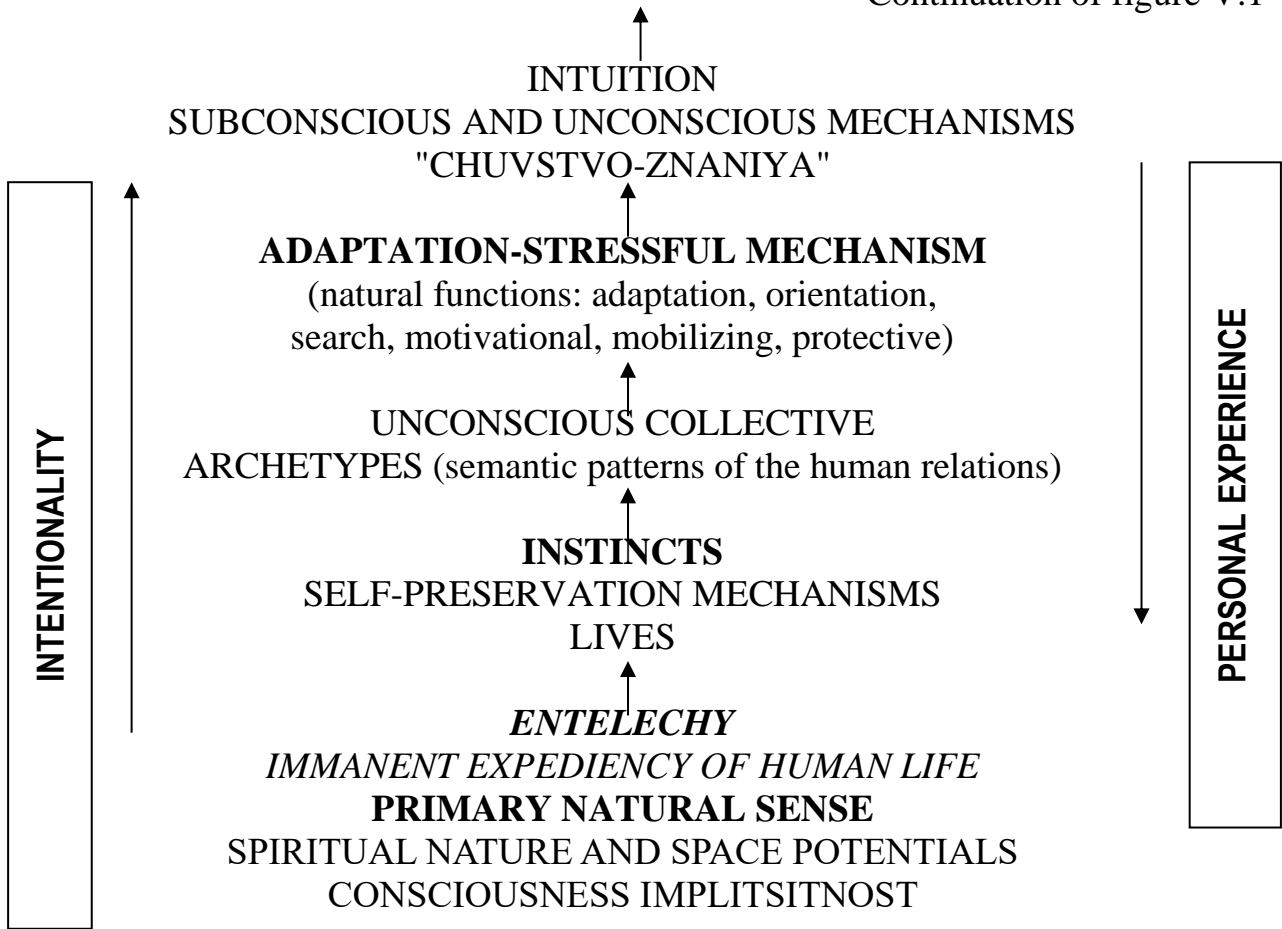 Continuation of figure V.1
INTUITION
SUBCONSCIOUS AND UNCONSCIOUS MECHANISMS
"CHUVSTVO-ZNANIYA"
ADAPTATION-STRESSFUL MECHANISM
(natural functions: adaptation, orientation,
search, motivational, mobilizing, protective)
UNCONSCIOUS COLLECTIVE
ARCHETYPES (semantic patterns of the human relations)
INSTINCTS
SELF-PRESERVATION MECHANISMS
LIVES
ENTELECHY
IMMANENT EXPEDIENCY OF HUMAN LIFE
PRIMARY NATURAL SENSE
SPIRITUAL NATURE AND SPACE POTENTIALS
CONSCIOUSNESS IMPLITSITNOST
INTENTIONALITY
PERSONAL EXPERIENCE